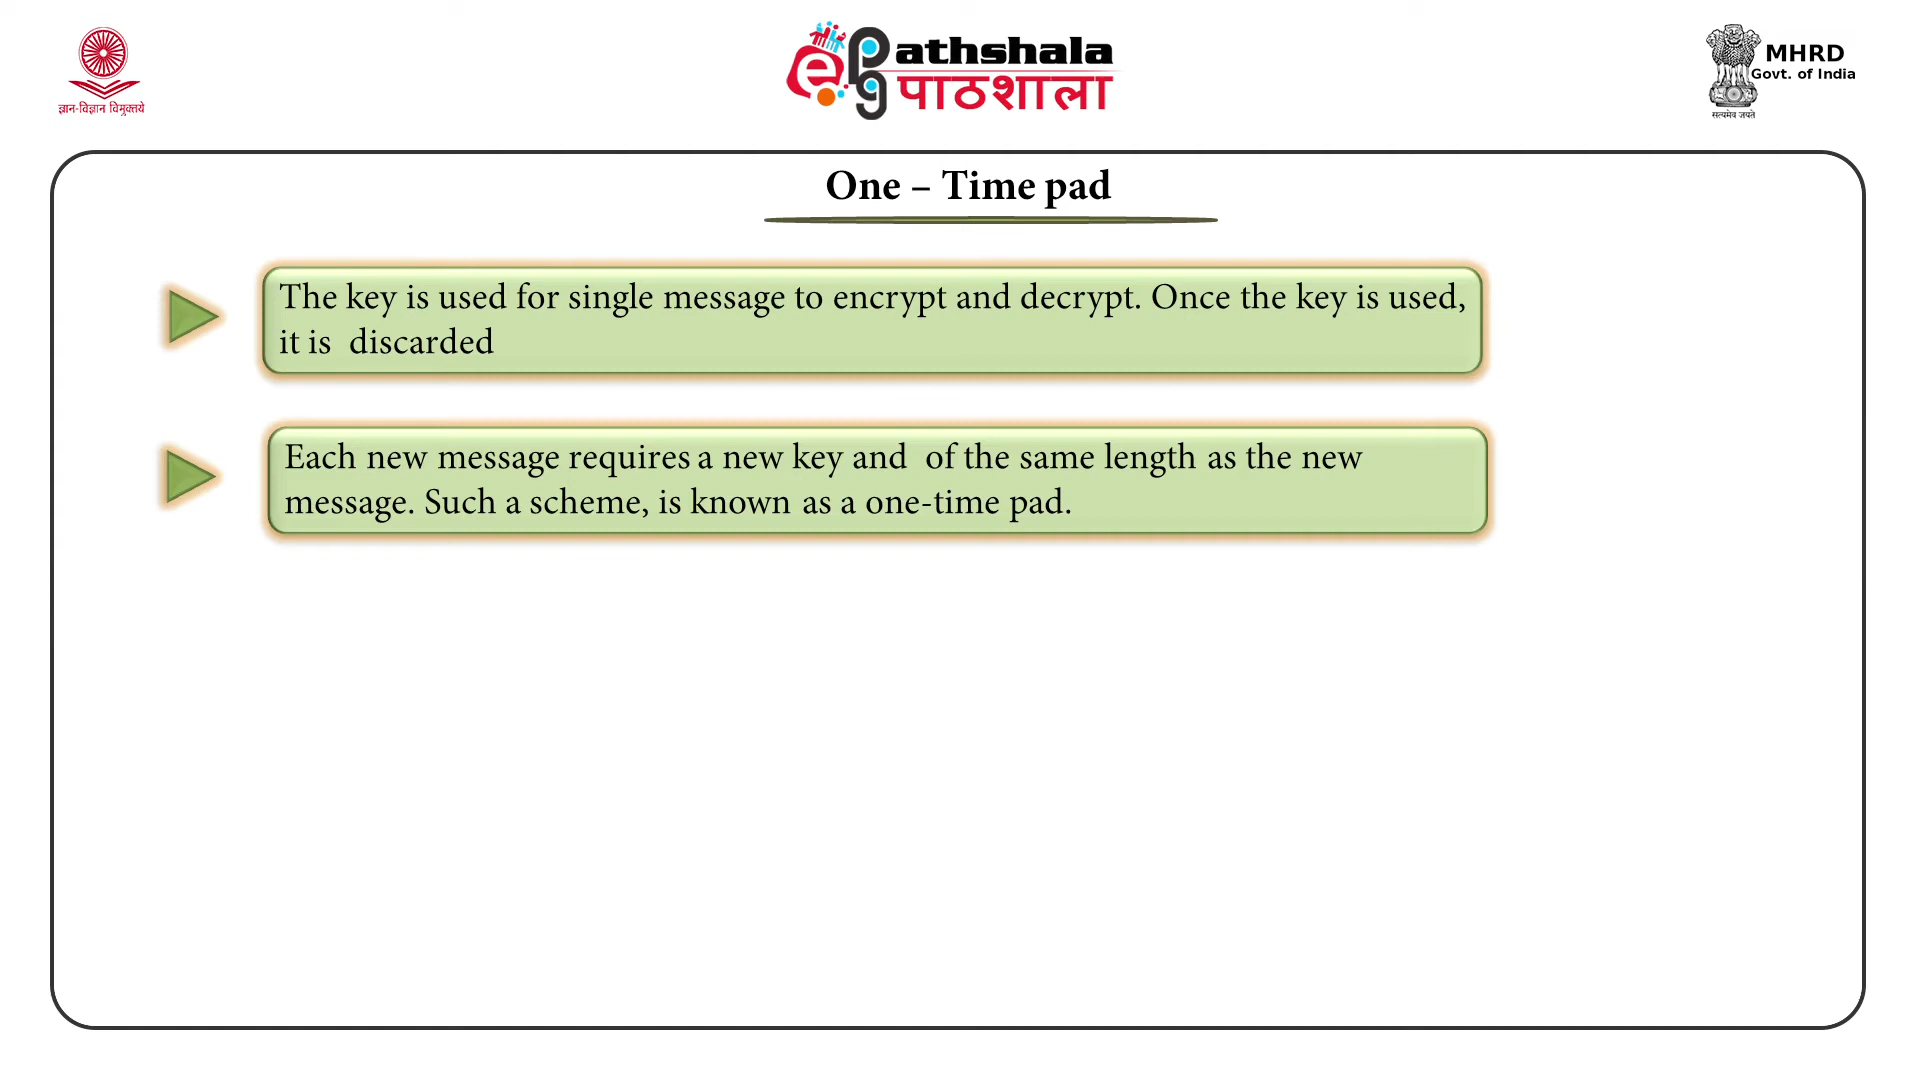 ज्ञान-विज्ञान विमुक्तये
e PG Pathshala
पाठशाला
MHRD
Govt. of India
सत्यमेव जयते
One – Time pad
The key is used for single message to encrypt and decrypt. Once the key is used,
it is discarded
Each new message requires a new key and of the same length as the new
message. Such a scheme, is known as a one-time pad.